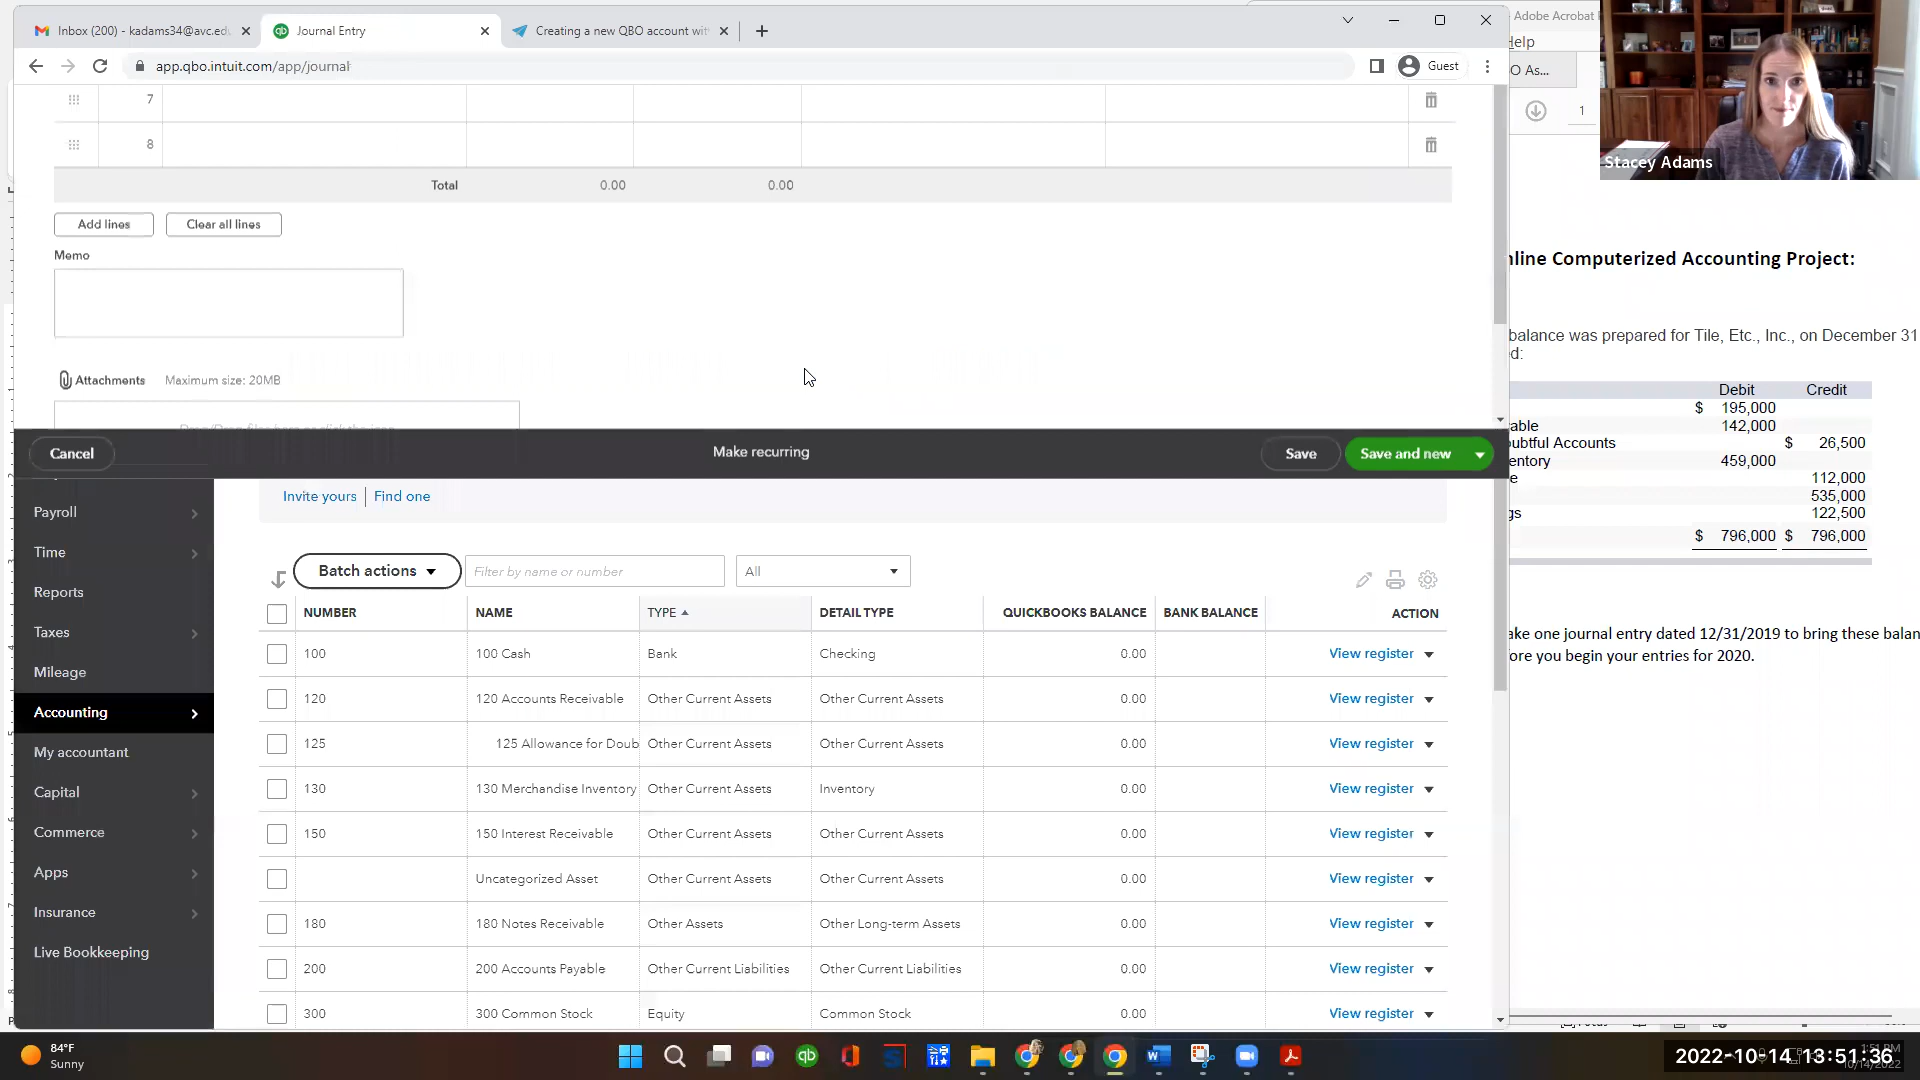 Inbox (200) - kadams34@avc.ed
Journal Entry
Creating a new QBO account wit
Adobe Acrobat
app.qbo.intuit.com/app/journal
Guest
Help
O As...
1
7
8
Total 0.00 0.00
Stacey Adams
Add lines
Clear all lines
Memo
nline Computerized Accounting Project:
balance was prepared for Tile, Etc., Inc., on December 31
ed:
Attachments Maximum size: 20MB
Debit Credit
$ 195,000
able 142,000
oubtful Accounts $ 26,500
entory 459,000
e 112,000
535,000
gs 122,500
$ 796,000 $ 796,000
Cancel
Make recurring
Save
Save and new
Invite yours
Find one
Payroll
Time
Reports
Taxes
Mileage
Accounting
My accountant
Capital
Commerce
Apps
Insurance
Live Bookkeeping
Batch actions
Filter by name or number
All
NUMBER NAME TYPE DETAIL TYPE QUICKBOOKS BALANCE BANK BALANCE ACTION
100 100 Cash Bank Checking 0.00 View register
120 120 Accounts Receivable Other Current Assets Other Current Assets 0.00 View register
125 125 Allowance for Doub Other Current Assets Other Current Assets 0.00 View register
130 130 Merchandise Inventory Other Current Assets Inventory 0.00 View register
150 150 Interest Receivable Other Current Assets Other Current Assets 0.00 View register
Uncategorized Asset Other Current Assets Other Current Assets 0.00 View register
180 180 Notes Receivable Other Assets Other Long-term Assets 0.00 View register
200 200 Accounts Payable Other Current Liabilities Other Current Liabilities 0.00 View register
300 300 Common Stock Equity Common Stock 0.00 View register
ake one journal entry dated 12/31/2019 to bring these balan
ore you begin your entries for 2020.
84°F
Sunny
2022-10-14 13:51:36